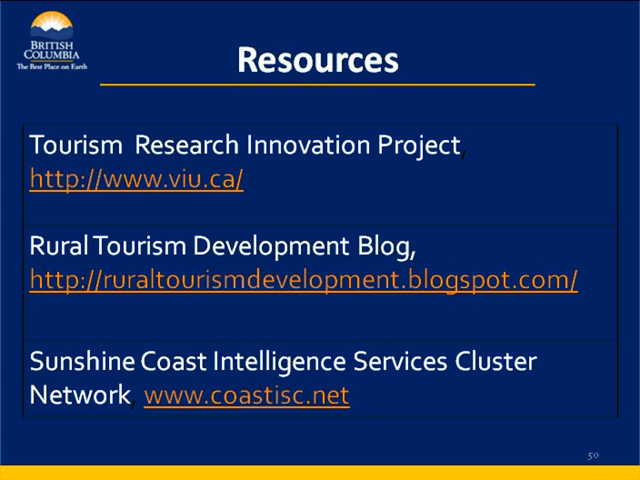 British
Columbia
The Best Place on Earth
Resources
Tourism Research Innovation Project,
http://www.viu.ca/
Rural Tourism Development Blog,
http://ruraltourismdevelopment.blogspot.com/
Sunshine Coast Intelligence Services Cluster
Network, www.coastisc.net
50